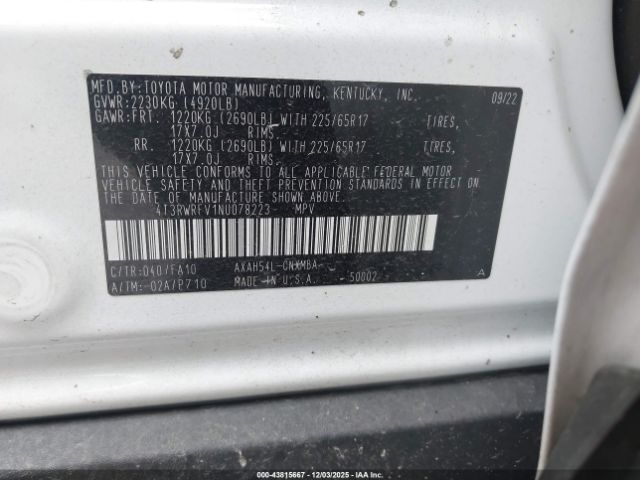 MFD.BY:TOYOTA MOTOR MANUFACTURING, KENTUCKY, INC. 09/22
GVWR:2230KG (4920LB)
GAWR:FRT. 1220KG (2690LB) WITH 225/65R17 TIRES,
17X7.0J RIMS.
RR. 1220KG (2690LB) WITH 225/65R17 TIRES,
17X7.0J RIMS.
THIS VEHICLE CONFORMS TO ALL APPLICABLE FEDERAL MOTOR
VEHICLE SAFETY AND THEFT PREVENTION STANDARDS IN EFFECT ON
THE DATE OF MANUFACTURE SHOWN ABOVE.
4T3RWRFV1NU078223 MPV
C/TR:040/FA10 AXAH54L-CNXMBA
A/TM:-02A/P710 MADE IN U.S.A. 50002 A
IAA 43815667 - 12/03/2025 - IAA IAA